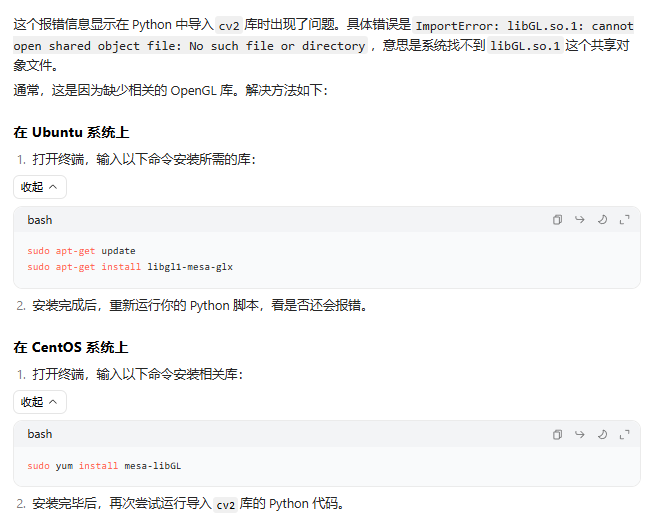 这个报错信息显示在 Python 中导入 cv2 库时出现了问题。具体错误是 ImportError: libGL.so.1: cannot
open shared object file: No such file or directory ，意思是系统找不到 libGL.so.1 这个共享对
象文件。
通常，这是因为缺少相关的 OpenGL 库。解决方法如下：
在 Ubuntu 系统上
1. 打开终端，输入以下命令安装所需的库：
收起
bash
sudo apt-get update
sudo apt-get install libgl1-mesa-glx
2. 安装完成后，重新运行你的 Python 脚本，看是否还会报错。
在 CentOS 系统上
1. 打开终端，输入以下命令安装相关库：
收起
bash
sudo yum install mesa-libGL
2. 安装完毕后，再次尝试运行导入 cv2 库的 Python 代码。